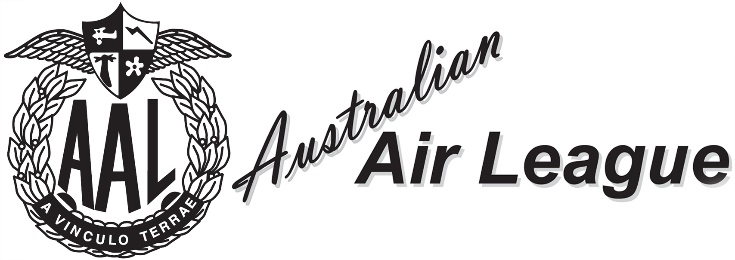 AAL
A VINCULO TERRAE
Australian
Air League